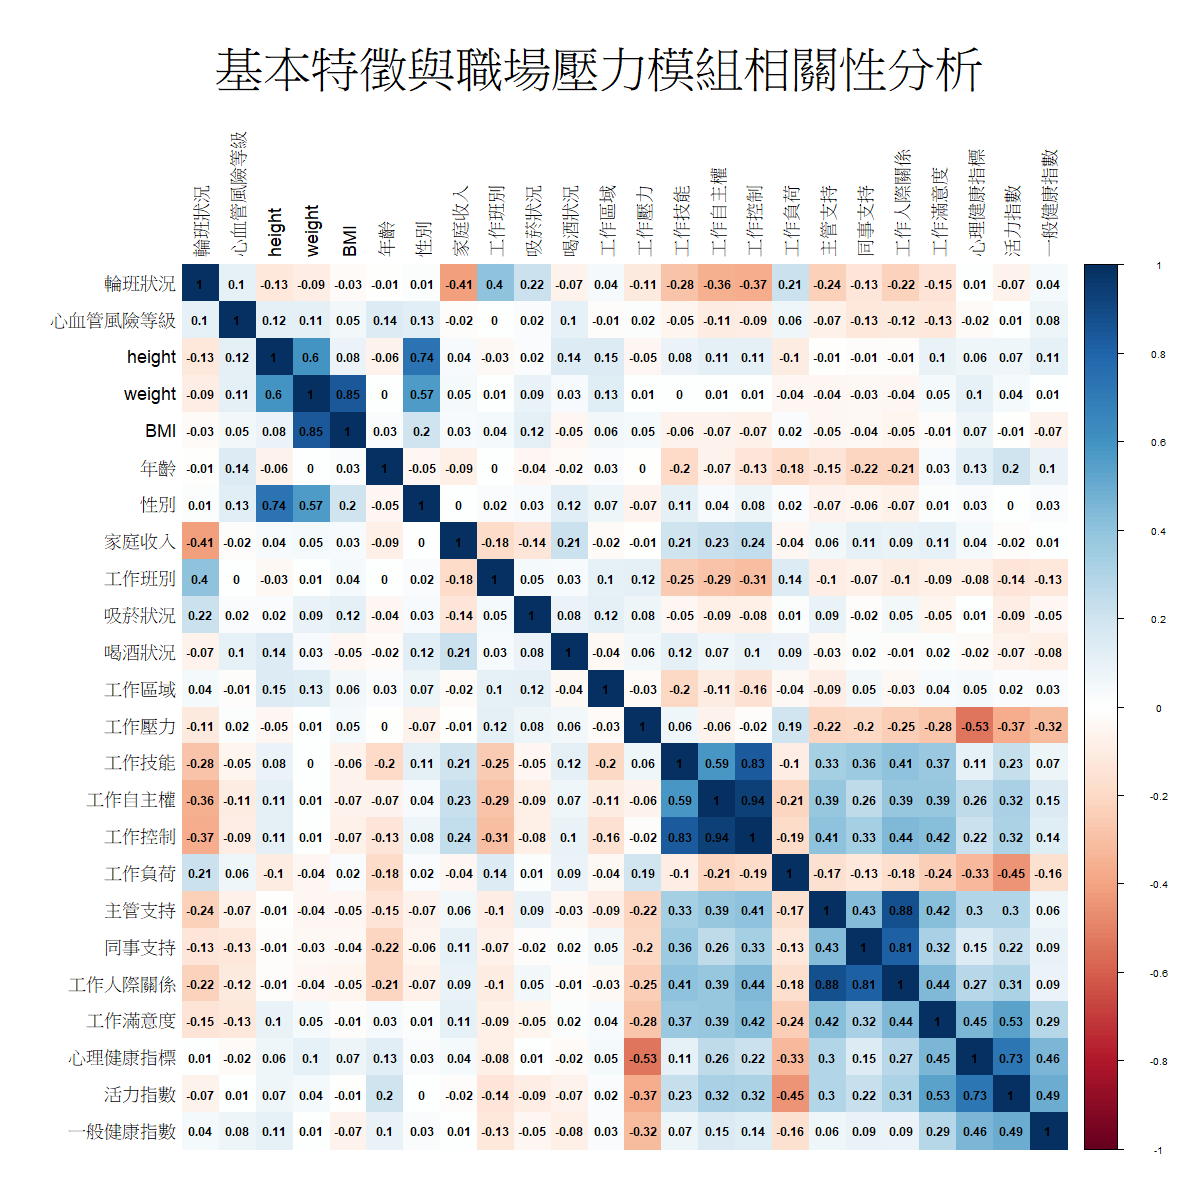 基本特徵與職場壓力模組相關性分析
輪班狀況 心血管風險等級 height weight BMI 年齡 性別 家庭收入 工作班別 吸菸狀況 喝酒狀況 工作區域 工作壓力 工作技能 工作自主權 工作控制 工作負荷 主管支持 同事支持 工作人際關係 工作滿意度 心理健康指標 活力指數 一般健康指數
輪班狀況 1 0.1 -0.13 -0.09 -0.03 -0.01 0.01 -0.41 0.4 0.22 -0.07 0.04 -0.11 -0.28 -0.36 -0.37 0.21 -0.24 -0.13 -0.22 -0.15 0.01 -0.07 0.04
心血管風險等級 0.1 1 0.12 0.11 0.05 0.14 0.13 -0.02 0 0.02 0.1 -0.01 0.02 -0.05 -0.11 -0.09 0.06 -0.07 -0.13 -0.12 -0.13 -0.02 0.01 0.08
height -0.13 0.12 1 0.6 0.08 -0.06 0.74 0.04 -0.03 0.02 0.14 0.15 -0.05 0.08 0.11 0.11 -0.1 -0.01 -0.01 -0.01 0.1 0.06 0.07 0.11
weight -0.09 0.11 0.6 1 0.85 0 0.57 0.05 0.01 0.09 0.03 0.13 0.01 0 0.01 0.01 -0.04 -0.04 -0.03 -0.04 0.05 0.1 0.04 0.01
BMI -0.03 0.05 0.08 0.85 1 0.03 0.2 0.03 0.04 0.12 -0.05 0.06 0.05 -0.06 -0.07 -0.07 0.02 -0.05 -0.04 -0.05 -0.01 0.07 -0.01 -0.07
年齡 -0.01 0.14 -0.06 0 0.03 1 -0.05 -0.09 0 -0.04 -0.02 0.03 0 -0.2 -0.07 -0.13 -0.18 -0.15 -0.22 -0.21 0.03 0.13 0.2 0.1
性別 0.01 0.13 0.74 0.57 0.2 -0.05 1 0 0.02 0.03 0.12 0.07 -0.07 0.11 0.04 0.08 0.02 -0.07 -0.06 -0.07 0.01 0.03 0 0.03
家庭收入 -0.41 -0.02 0.04 0.05 0.03 -0.09 0 1 -0.18 -0.14 0.21 -0.02 -0.01 0.21 0.23 0.24 -0.04 0.06 0.11 0.09 0.11 0.04 -0.02 0.01
工作班別 0.4 0 -0.03 0.01 0.04 0 0.02 -0.18 1 0.05 0.03 0.1 0.12 -0.25 -0.29 -0.31 0.14 -0.1 -0.07 -0.1 -0.09 -0.08 -0.14 -0.13
吸菸狀況 0.22 0.02 0.02 0.09 0.12 -0.04 0.03 -0.14 0.05 1 0.08 0.12 0.08 -0.05 -0.09 -0.08 0.01 0.09 -0.02 0.05 -0.05 0.01 -0.09 -0.05
喝酒狀況 -0.07 0.1 0.14 0.03 -0.05 -0.02 0.12 0.21 0.03 0.08 1 -0.04 0.06 0.12 0.07 0.1 0.09 -0.03 0.02 -0.01 0.02 -0.02 -0.07 -0.08
工作區域 0.04 -0.01 0.15 0.13 0.06 0.03 0.07 -0.02 0.1 0.12 -0.04 1 -0.03 -0.2 -0.11 -0.16 -0.04 -0.09 0.05 -0.03 0.04 0.05 0.02 0.03
工作壓力 -0.11 0.02 -0.05 0.01 0.05 0 -0.07 -0.01 0.12 0.08 0.06 -0.03 1 0.06 -0.06 -0.02 0.19 -0.22 -0.2 -0.25 -0.28 -0.53 -0.37 -0.32
工作技能 -0.28 -0.05 0.08 0 -0.06 -0.2 0.11 0.21 -0.25 -0.05 0.12 -0.2 0.06 1 0.59 0.83 -0.1 0.33 0.36 0.41 0.37 0.11 0.23 0.07
工作自主權 -0.36 -0.11 0.11 0.01 -0.07 -0.07 0.04 0.23 -0.29 -0.09 0.07 -0.11 -0.06 0.59 1 0.94 -0.21 0.39 0.26 0.39 0.39 0.26 0.32 0.15
工作控制 -0.37 -0.09 0.11 0.01 -0.07 -0.13 0.08 0.24 -0.31 -0.08 0.1 -0.16 -0.02 0.83 0.94 1 -0.19 0.41 0.33 0.44 0.42 0.22 0.32 0.14
工作負荷 0.21 0.06 -0.1 -0.04 0.02 -0.18 0.02 -0.04 0.14 0.01 0.09 -0.04 0.19 -0.1 -0.21 -0.19 1 -0.17 -0.13 -0.18 -0.24 -0.33 -0.45 -0.16
主管支持 -0.24 -0.07 -0.01 -0.04 -0.05 -0.15 -0.07 0.06 -0.1 0.09 -0.03 -0.09 -0.22 0.33 0.39 0.41 -0.17 1 0.43 0.88 0.42 0.3 0.3 0.06
同事支持 -0.13 -0.13 -0.01 -0.03 -0.04 -0.22 -0.06 0.11 -0.07 -0.02 0.02 0.05 -0.2 0.36 0.26 0.33 -0.13 0.43 1 0.81 0.32 0.15 0.22 0.09
工作人際關係 -0.22 -0.12 -0.01 -0.04 -0.05 -0.21 -0.07 0.09 -0.1 0.05 -0.01 -0.03 -0.25 0.41 0.39 0.44 -0.18 0.88 0.81 1 0.44 0.27 0.31 0.09
工作滿意度 -0.15 -0.13 0.1 0.05 -0.01 0.03 0.01 0.11 -0.09 -0.05 0.02 0.04 -0.28 0.37 0.39 0.42 -0.24 0.42 0.32 0.44 1 0.45 0.53 0.29
心理健康指標 0.01 -0.02 0.06 0.1 0.07 0.13 0.03 0.04 -0.08 0.01 -0.02 0.05 -0.53 0.11 0.26 0.22 -0.33 0.3 0.15 0.27 0.45 1 0.73 0.46
活力指數 -0.07 0.01 0.07 0.04 -0.01 0.2 0 -0.02 -0.14 -0.09 -0.07 0.02 -0.37 0.23 0.32 0.32 -0.45 0.3 0.22 0.31 0.53 0.73 1 0.49
一般健康指數 0.04 0.08 0.11 0.01 -0.07 0.1 0.03 0.01 -0.13 -0.05 -0.08 0.03 -0.32 0.07 0.15 0.14 -0.16 0.06 0.09 0.09 0.29 0.46 0.49 1
1
0.8
0.6
0.4
0.2
0
-0.2
-0.4
-0.6
-0.8
-1